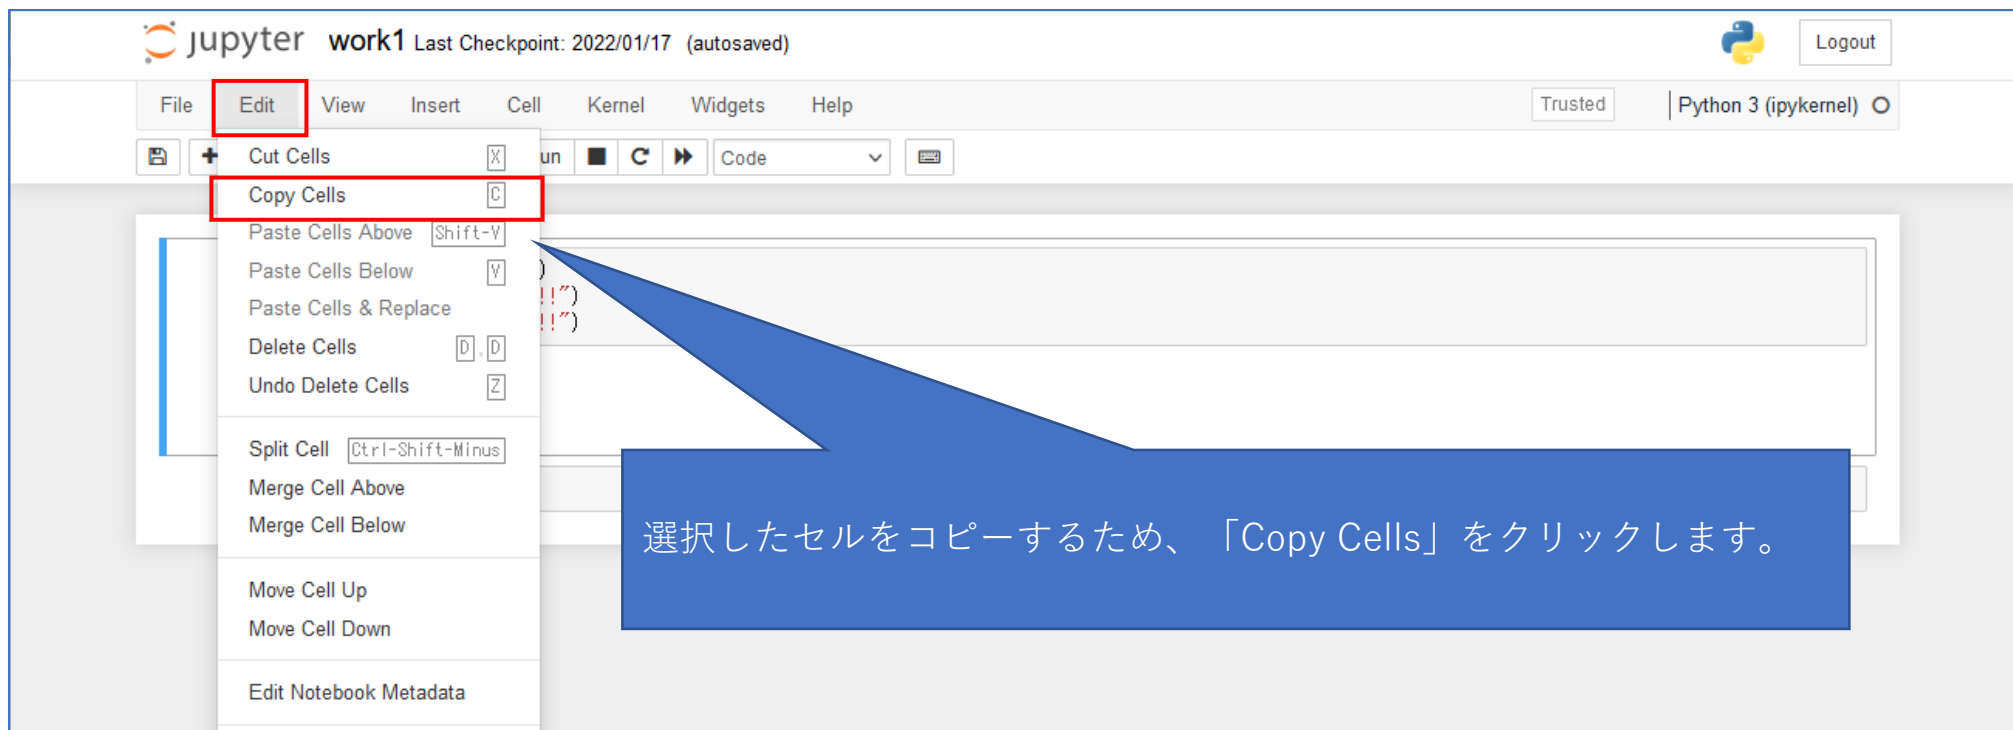 jupyter work1 Last Checkpoint: 2022/01/17 (autosaved)
Logout
File Edit View Insert Cell Kernel Widgets Help
Trusted
Python 3 (ipykernel)
un
Code
Cut Cells X
Copy Cells C
Paste Cells Above Shift-V
Paste Cells Below V
Paste Cells & Replace
Delete Cells D,D
Undo Delete Cells Z
Split Cell Ctrl-Shift-Minus
Merge Cell Above
Merge Cell Below
Move Cell Up
Move Cell Down
Edit Notebook Metadata
)
!!")
!!")
選択したセルをコピーするため、「Copy Cells」をクリックします。